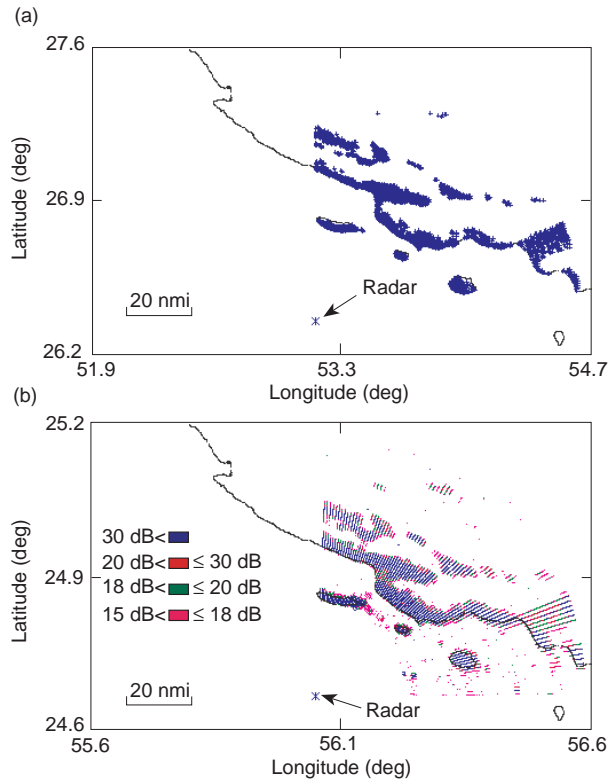 (a)
27.6
26.9
26.2
Latitude (deg)
20 nmi
Radar
51.9
53.3
54.7
Longitude (deg)
(b)
25.2
24.9
24.6
Latitude (deg)
30 dB<
20 dB< ≤ 30 dB
18 dB< ≤ 20 dB
15 dB< ≤ 18 dB
20 nmi
Radar
55.6
56.1
56.6
Longitude (deg)